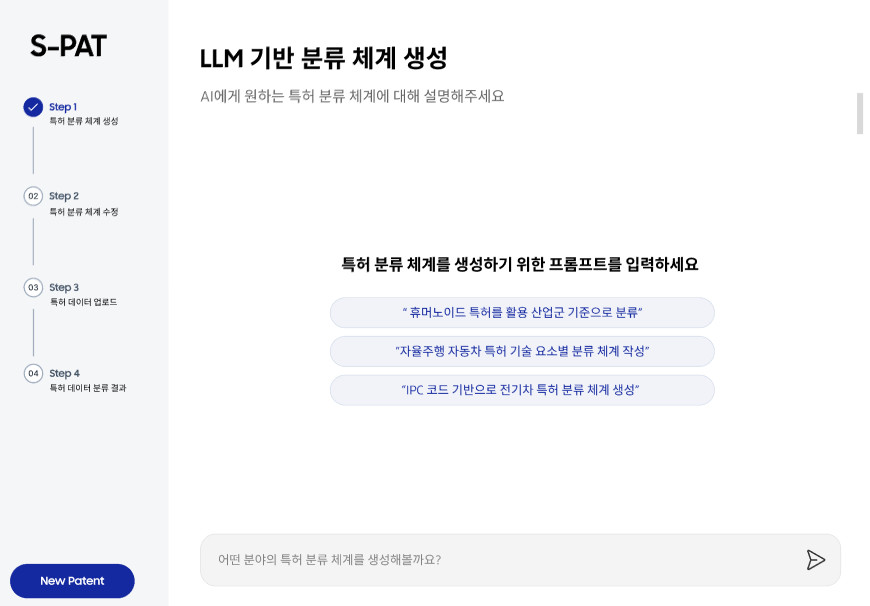 S-PAT
Step 1
특허 분류 체계 생성
02
Step 2
특허 분류 체계 수정
03
Step 3
특허 데이터 업로드
04
Step 4
특허 데이터 분류 결과
New Patent
LLM 기반 분류 체계 생성
AI에게 원하는 특허 분류 체계에 대해 설명해주세요
특허 분류 체계를 생성하기 위한 프롬프트를 입력하세요
“ 휴머노이드 특허를 활용 산업군 기준으로 분류”
“자율주행 자동차 특허 기술 요소별 분류 체계 작성”
“IPC 코드 기반으로 전기차 특허 분류 체계 생성”
어떤 분야의 특허 분류 체계를 생성해볼까요?